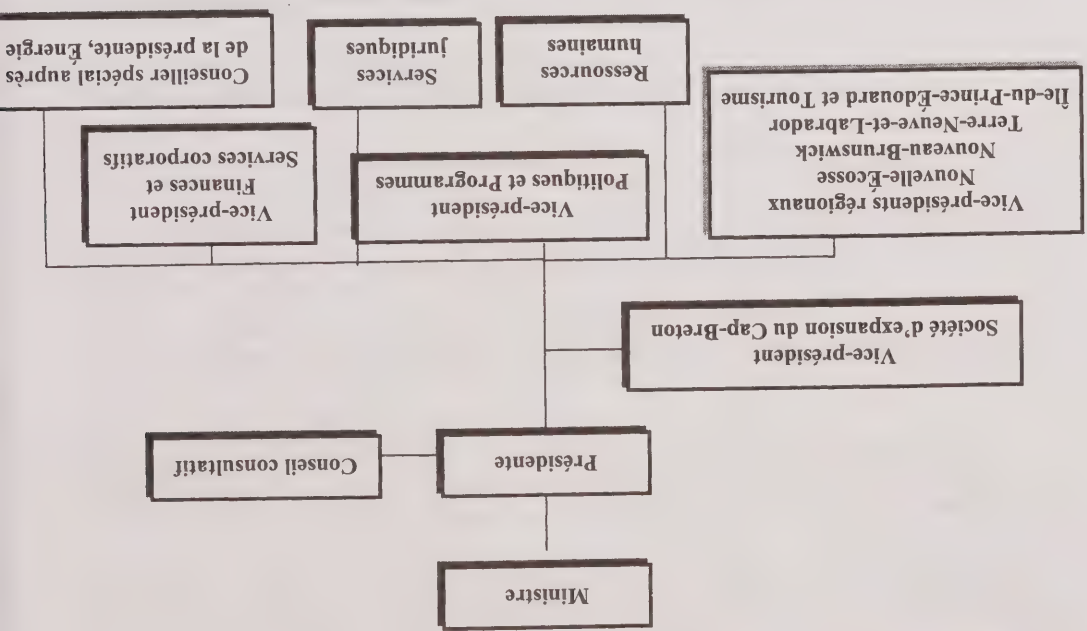 Ministre
Présidente
Conseil consultatif
Vice-président
Société d'expansion du Cap-Breton
Vice-présidents régionaux
Nouvelle-Écosse
Nouveau-Brunswick
Terre-Neuve-et-Labrador
Île-du-Prince-Édouard et Tourisme
Vice-président
Politiques et Programmes
Vice-président
Finances et
Services corporatifs
Ressources
humaines
Services
juridiques
Conseiller spécial auprès
de la présidente, Énergie